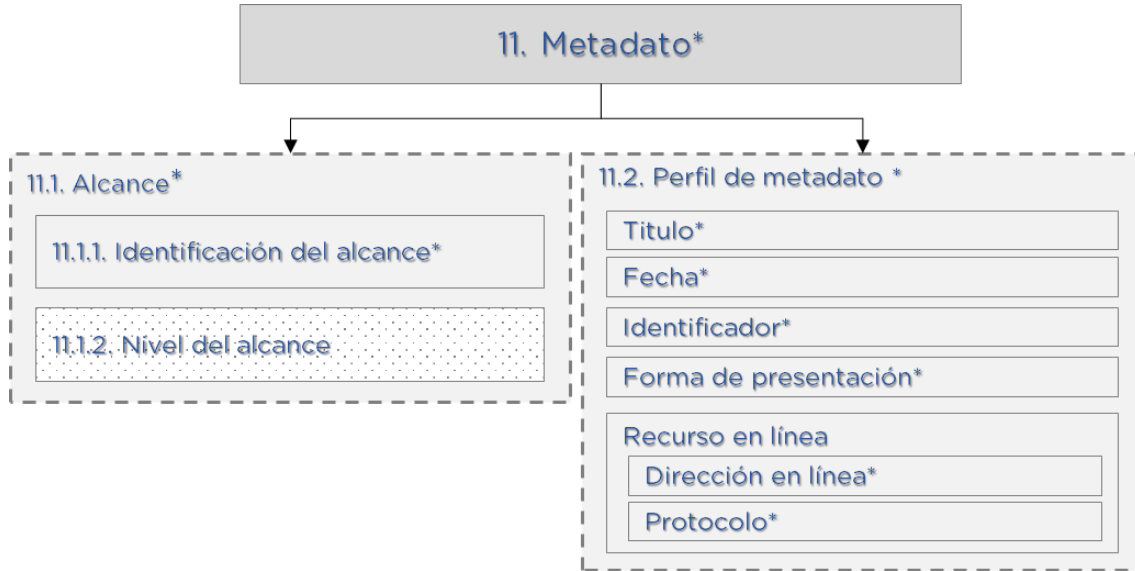 11. Metadato*
11.1. Alcance*
11.1.1. Identificación del alcance*
11.1.2. Nivel del alcance
11.2. Perfil de metadato *
Titulo*
Fecha*
Identificador*
Forma de presentación*
Recurso en línea
Dirección en línea*
Protocolo*